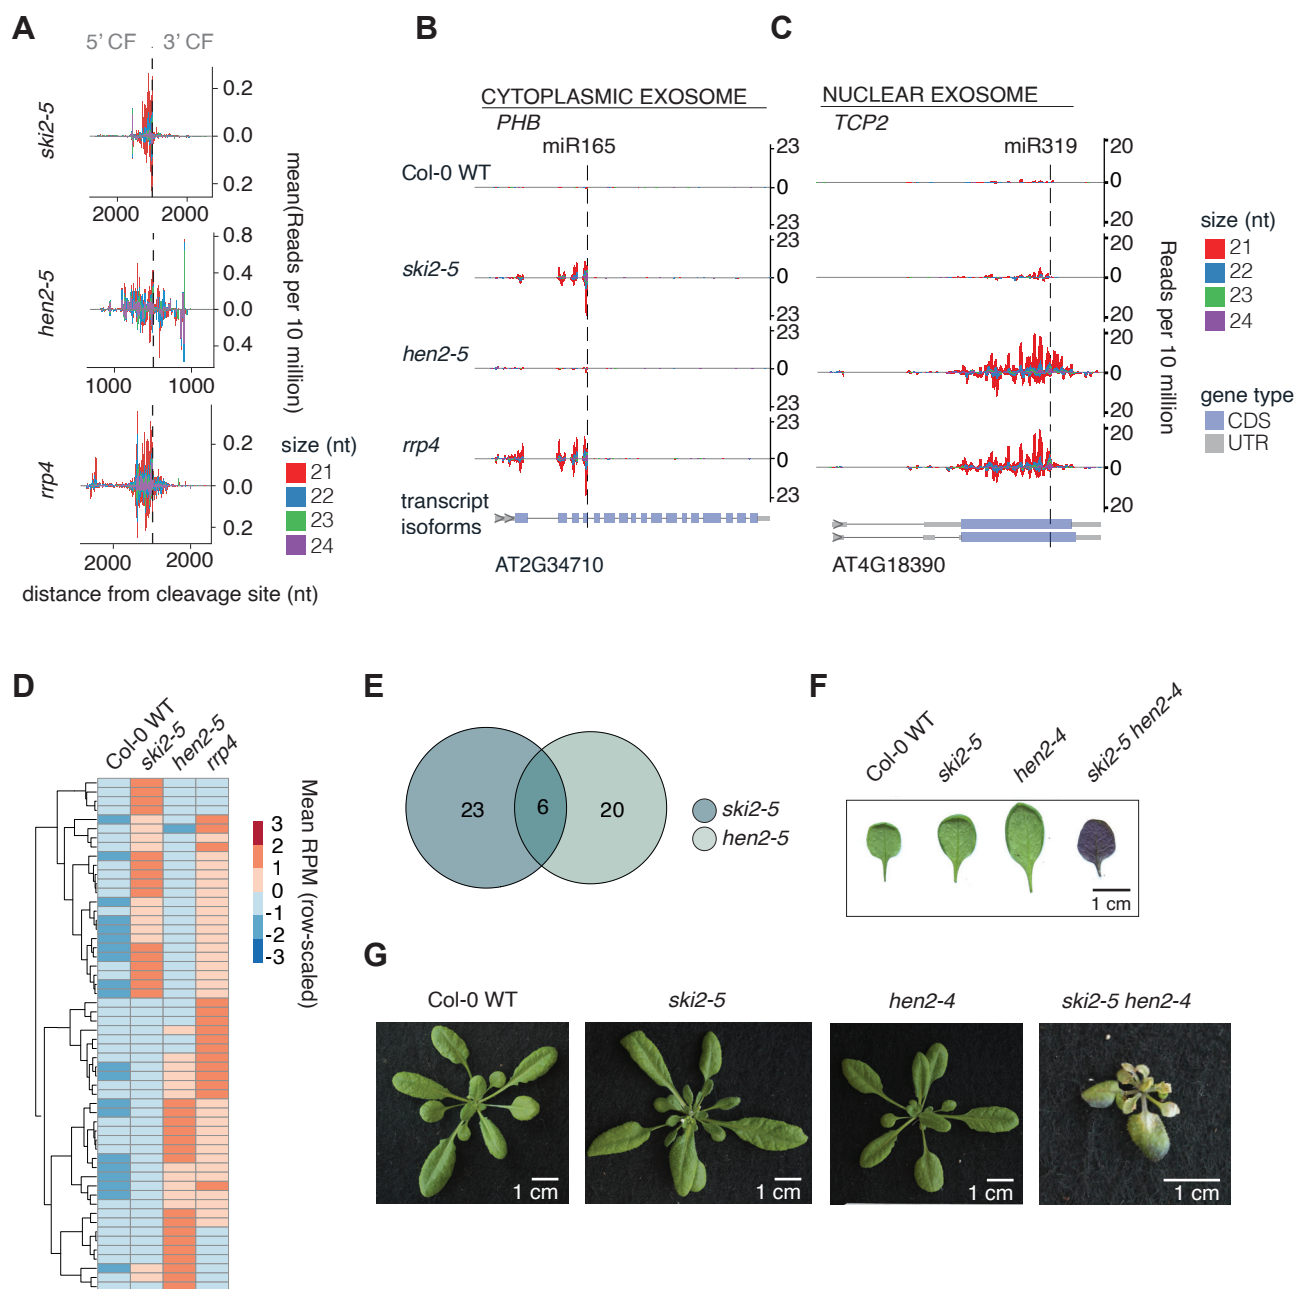 A
5' CF
3' CF
ski2-5
0.2
0.0
0.2
2000
2000
hen2-5
0.8
0.4
0.0
0.4
1000
1000
rrp4
0.2
0.0
0.2
2000
2000
mean(Reads per 10 million)
size (nt)
21
22
23
24
distance from cleavage site (nt)
B
CYTOPLASMIC EXOSOME
PHB
miR165
Col-0 WT
23
0
23
ski2-5
23
0
23
hen2-5
23
0
23
rrp4
23
0
23
transcript
isoforms
AT2G34710
C
NUCLEAR EXOSOME
TCP2
miR319
20
0
20
20
0
20
20
0
20
20
0
20
Reads per 10 million
AT4G18390
size (nt)
21
22
23
24
gene type
CDS
UTR
D
Col-0 WT
ski2-5
hen2-5
rrp4
3
2
1
0
-1
-2
-3
Mean RPM (row-scaled)
E
23
6
20
ski2-5
hen2-5
F
Col-0 WT
ski2-5
hen2-4
ski2-5 hen2-4
1 cm
G
Col-0 WT
ski2-5
hen2-4
ski2-5 hen2-4
1 cm
1 cm
1 cm
1 cm